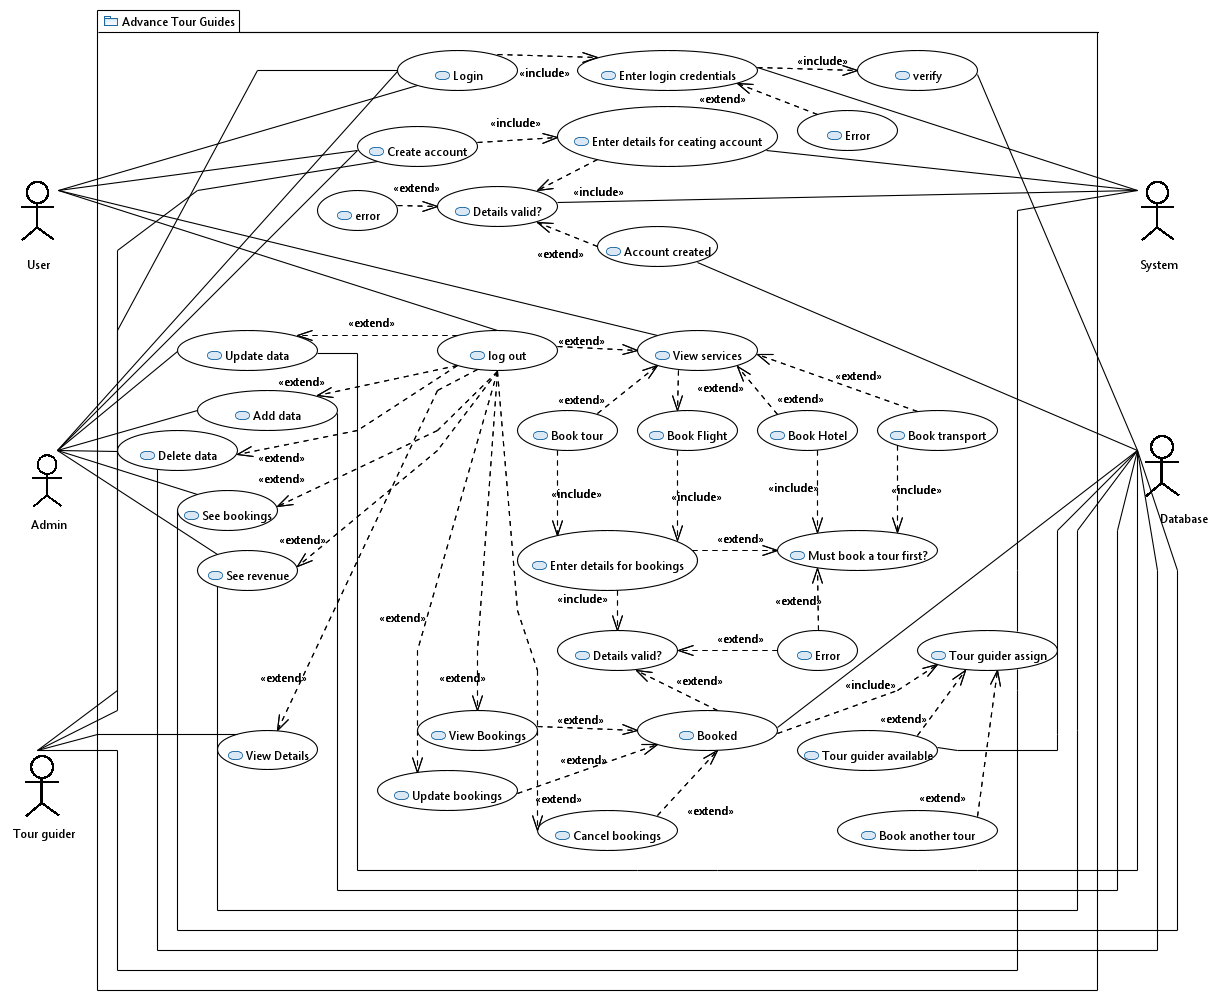 Advance Tour Guides
Login
«include»
Enter login credentials
«include»
verify
«extend»
Error
«include»
Create account
Enter details for ceating account
«extend»
error
Details valid?
«include»
Account created
«extend»
User
System
«extend»
Update data
log out
«extend»
View services
«extend»
Add data
«extend»
«extend»
«extend»
«extend»
Book tour
Book Flight
Book Hotel
Book transport
Delete data
«extend»
«extend»
See bookings
«include»
«include»
«include»
«include»
Admin
Database
«extend»
See revenue
Enter details for bookings
«extend»
Must book a tour first?
«include»
«extend»
«extend»
Details valid?
«extend»
Error
Tour guider assign
«extend»
«extend»
«extend»
«include»
View Details
View Bookings
«extend»
Booked
«extend»
Tour guider available
«extend»
Update bookings
«extend»
«extend»
«extend»
Cancel bookings
Book another tour
Tour guider